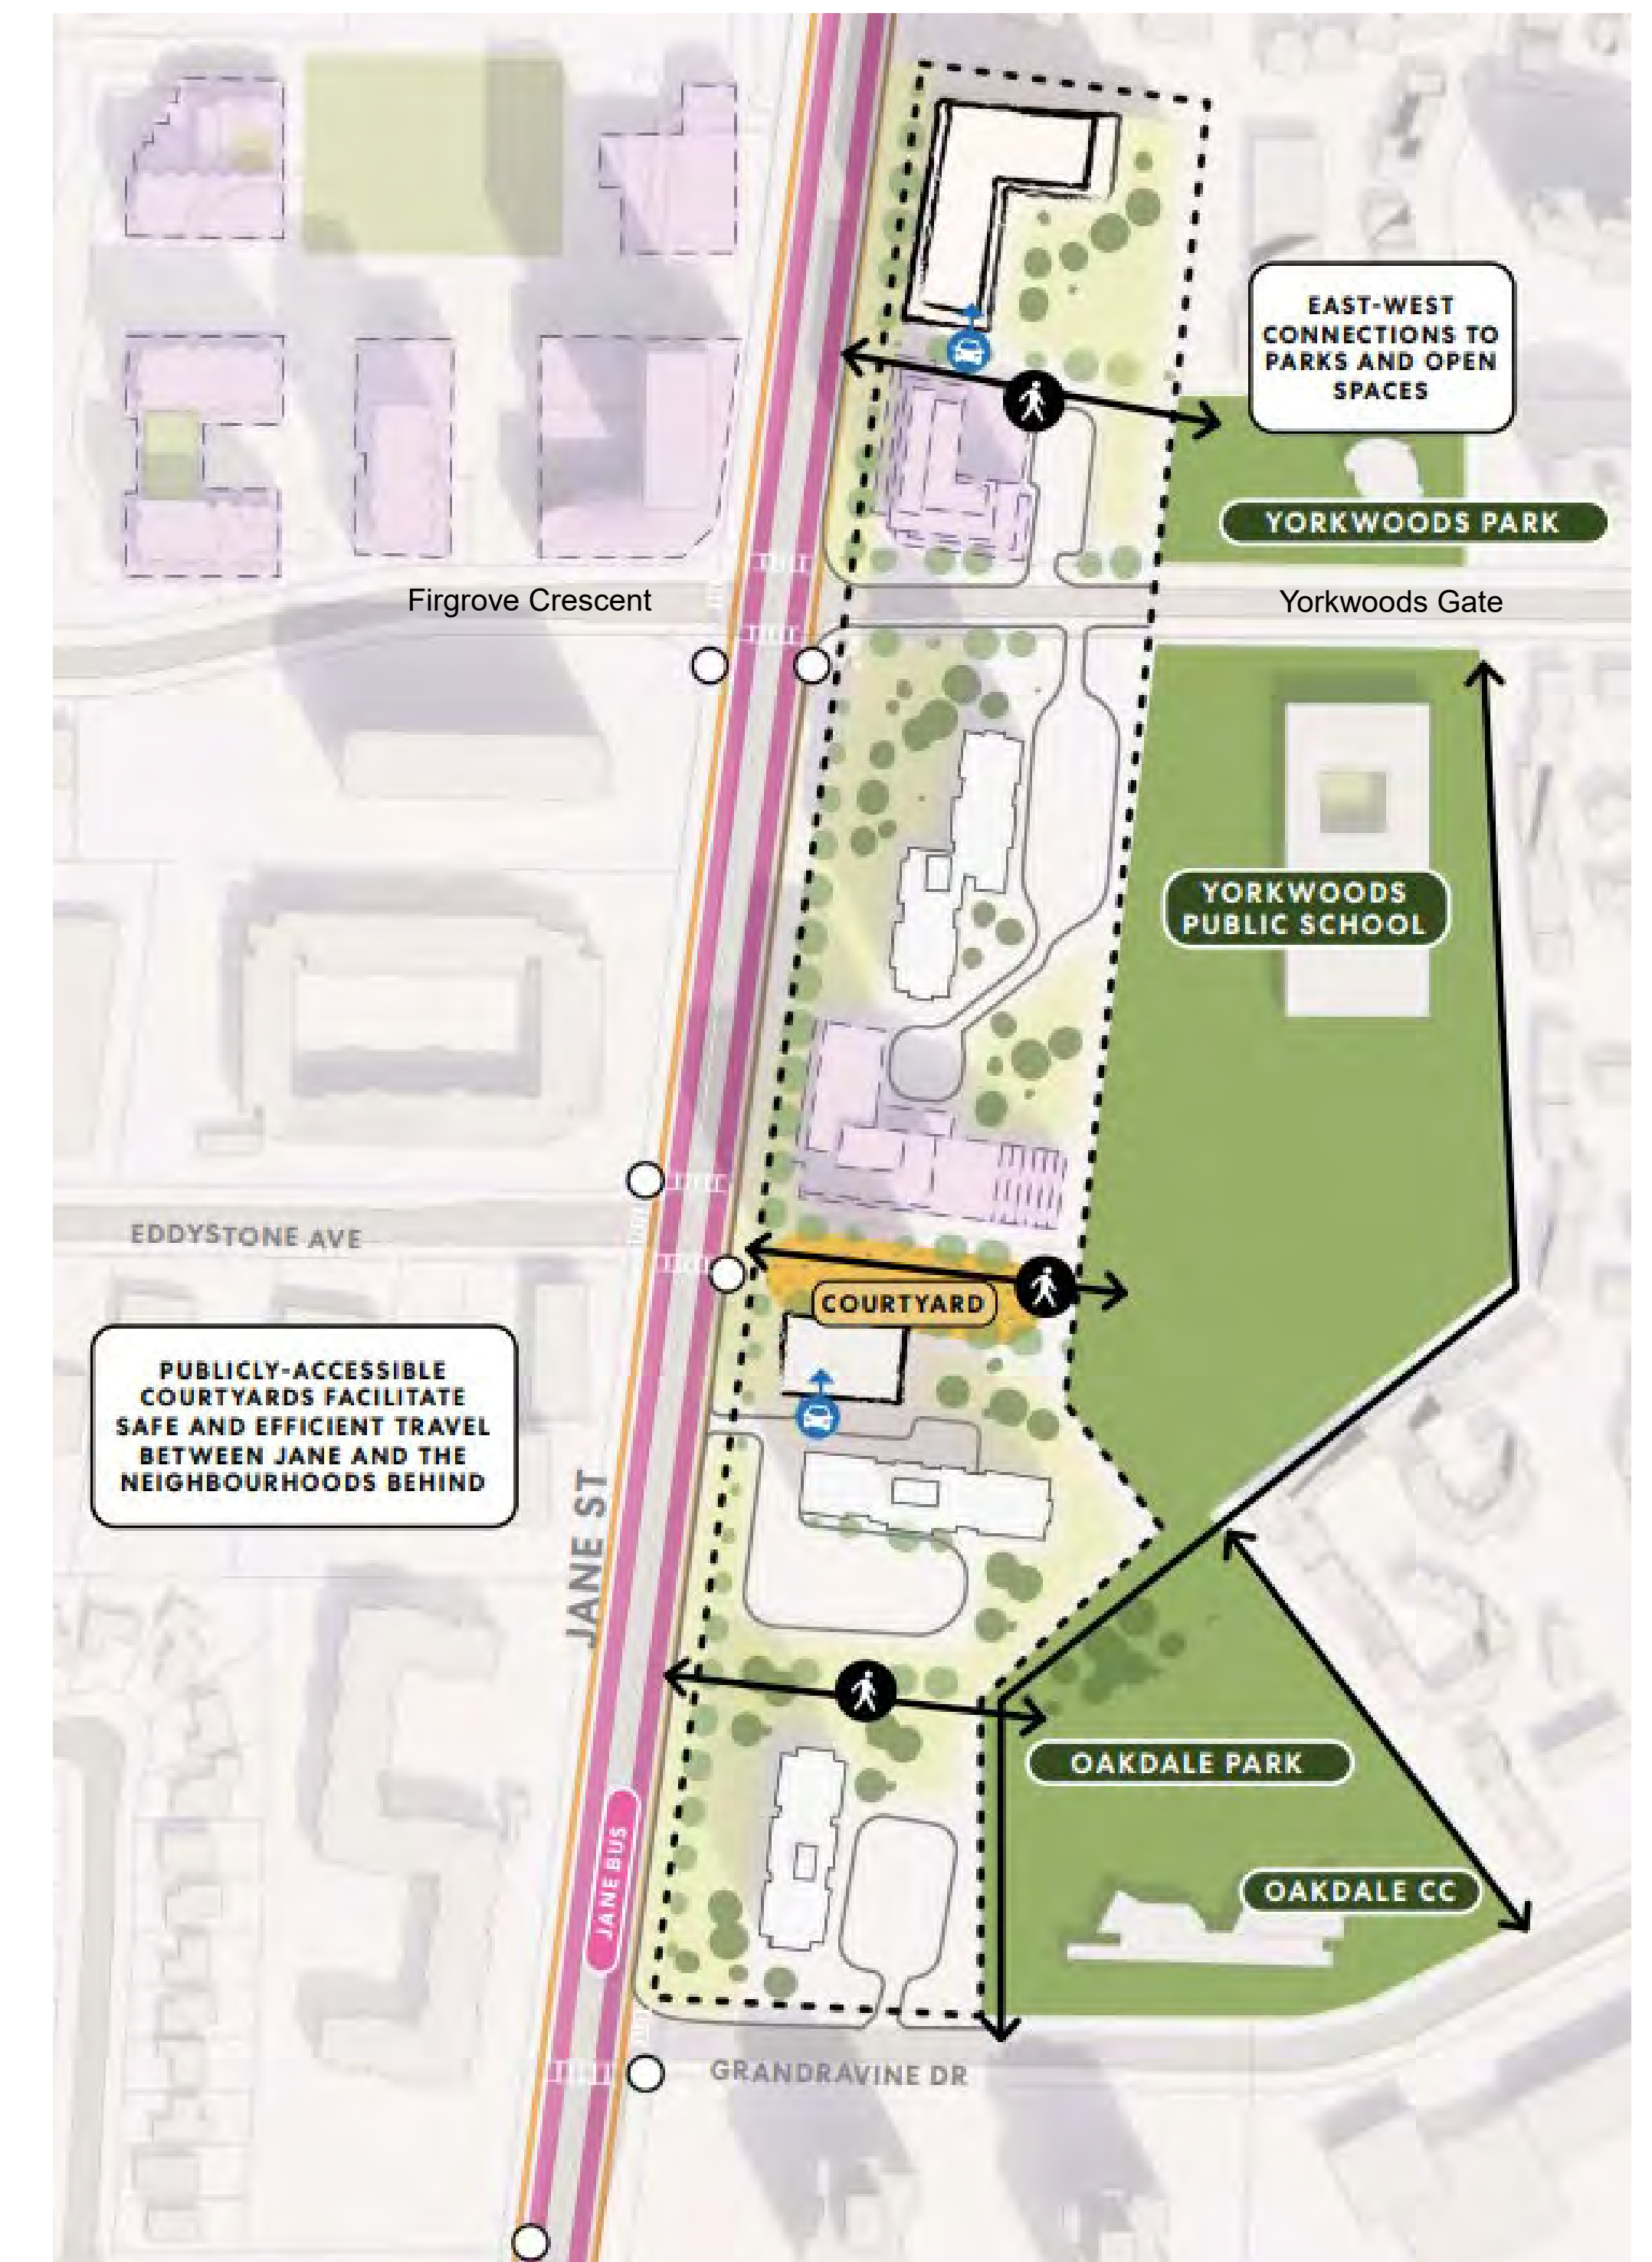 EAST-WEST
CONNECTIONS TO
PARKS AND OPEN
SPACES
YORKWOODS PARK
Firgrove Crescent
Yorkwoods Gate
YORKWOODS
PUBLIC SCHOOL
EDDYSTONE AVE
COURTYARD
PUBLICLY-ACCESSIBLE
COURTYARDS FACILITATE
SAFE AND EFFICIENT TRAVEL
BETWEEN JANE AND THE
NEIGHBOURHOODS BEHIND
JANE ST
OAKDALE PARK
JANE BUS
OAKDALE CC
GRANDRAVINE DR